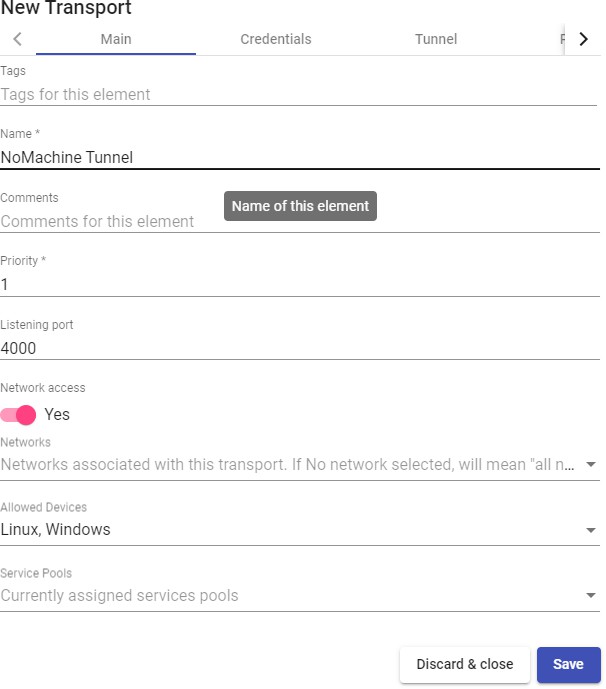 New Transport
Main
Credentials
Tunnel
Tags
Tags for this element
Name *
NoMachine Tunnel
Comments
Name of this element
Comments for this element
Priority *
1
Listening port
4000
Network access
Yes
Networks
Networks associated with this transport. If No network selected, will mean "all n...
Allowed Devices
Linux, Windows
Service Pools
Currently assigned services pools
Discard & close
Save